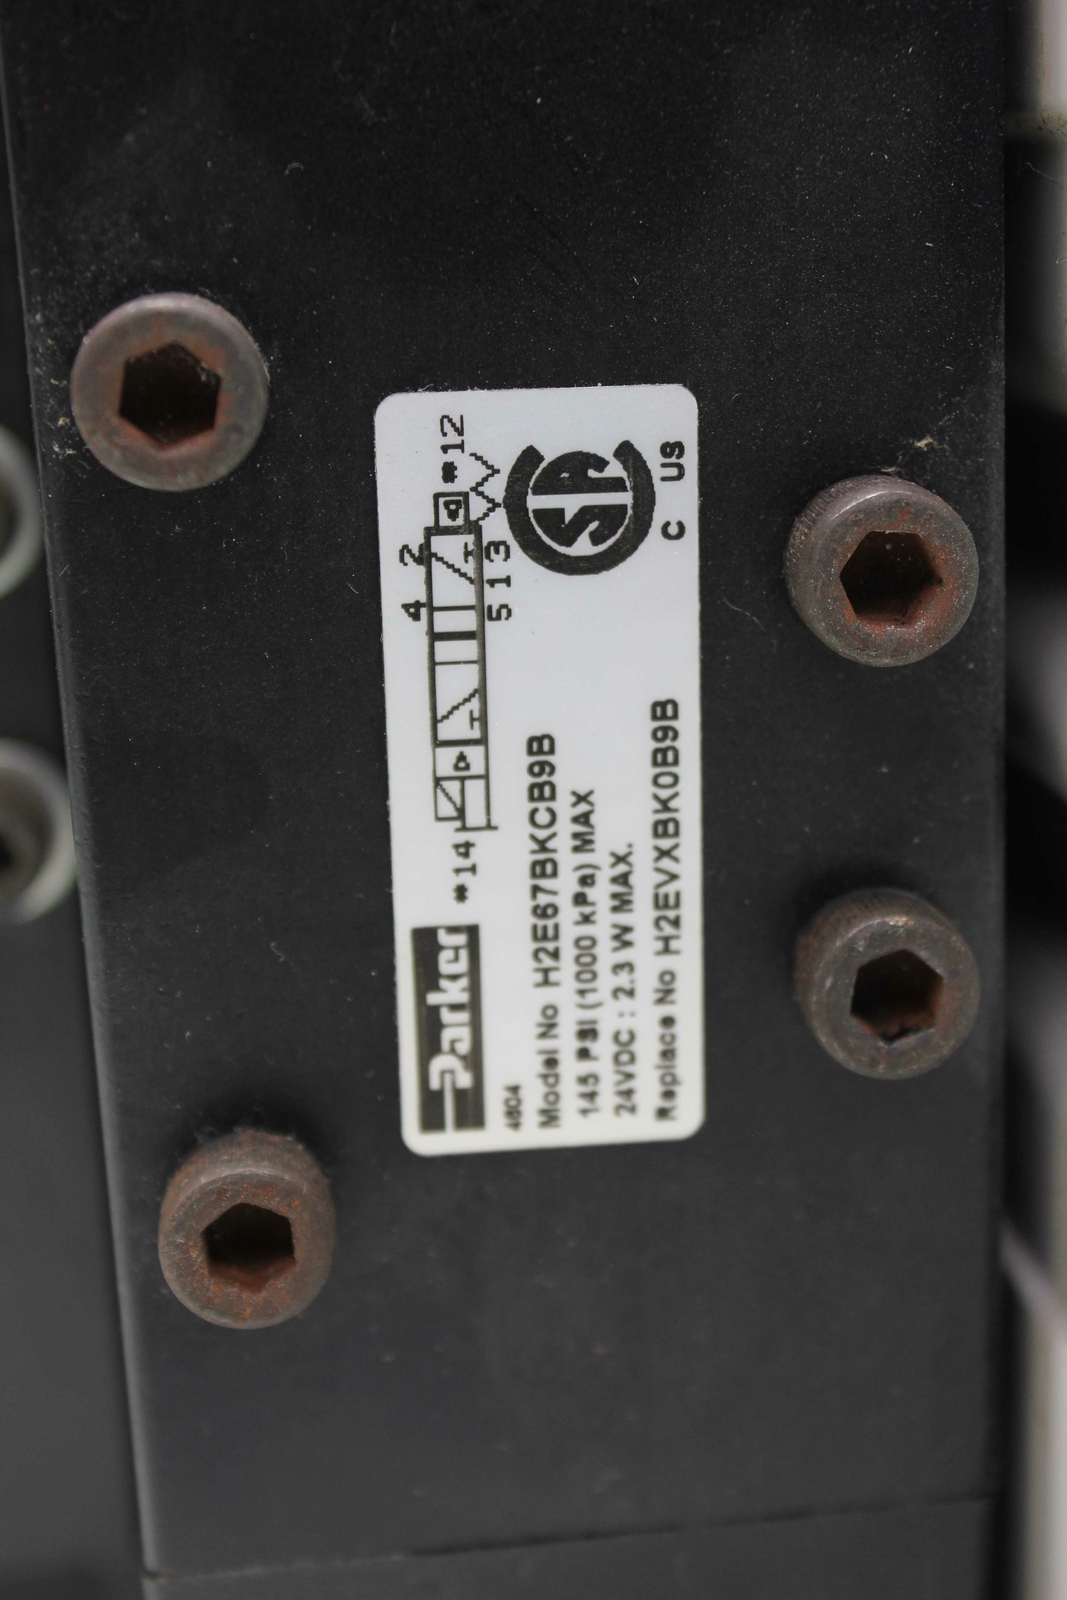 Parker
*14
4 2
5 1 3
*12
4604
Model No H2E67BKCB9B
145 PSI (1000 kPa) MAX
24VDC : 2.3 W MAX.
Replace No H2EVXBK0B9B
C US